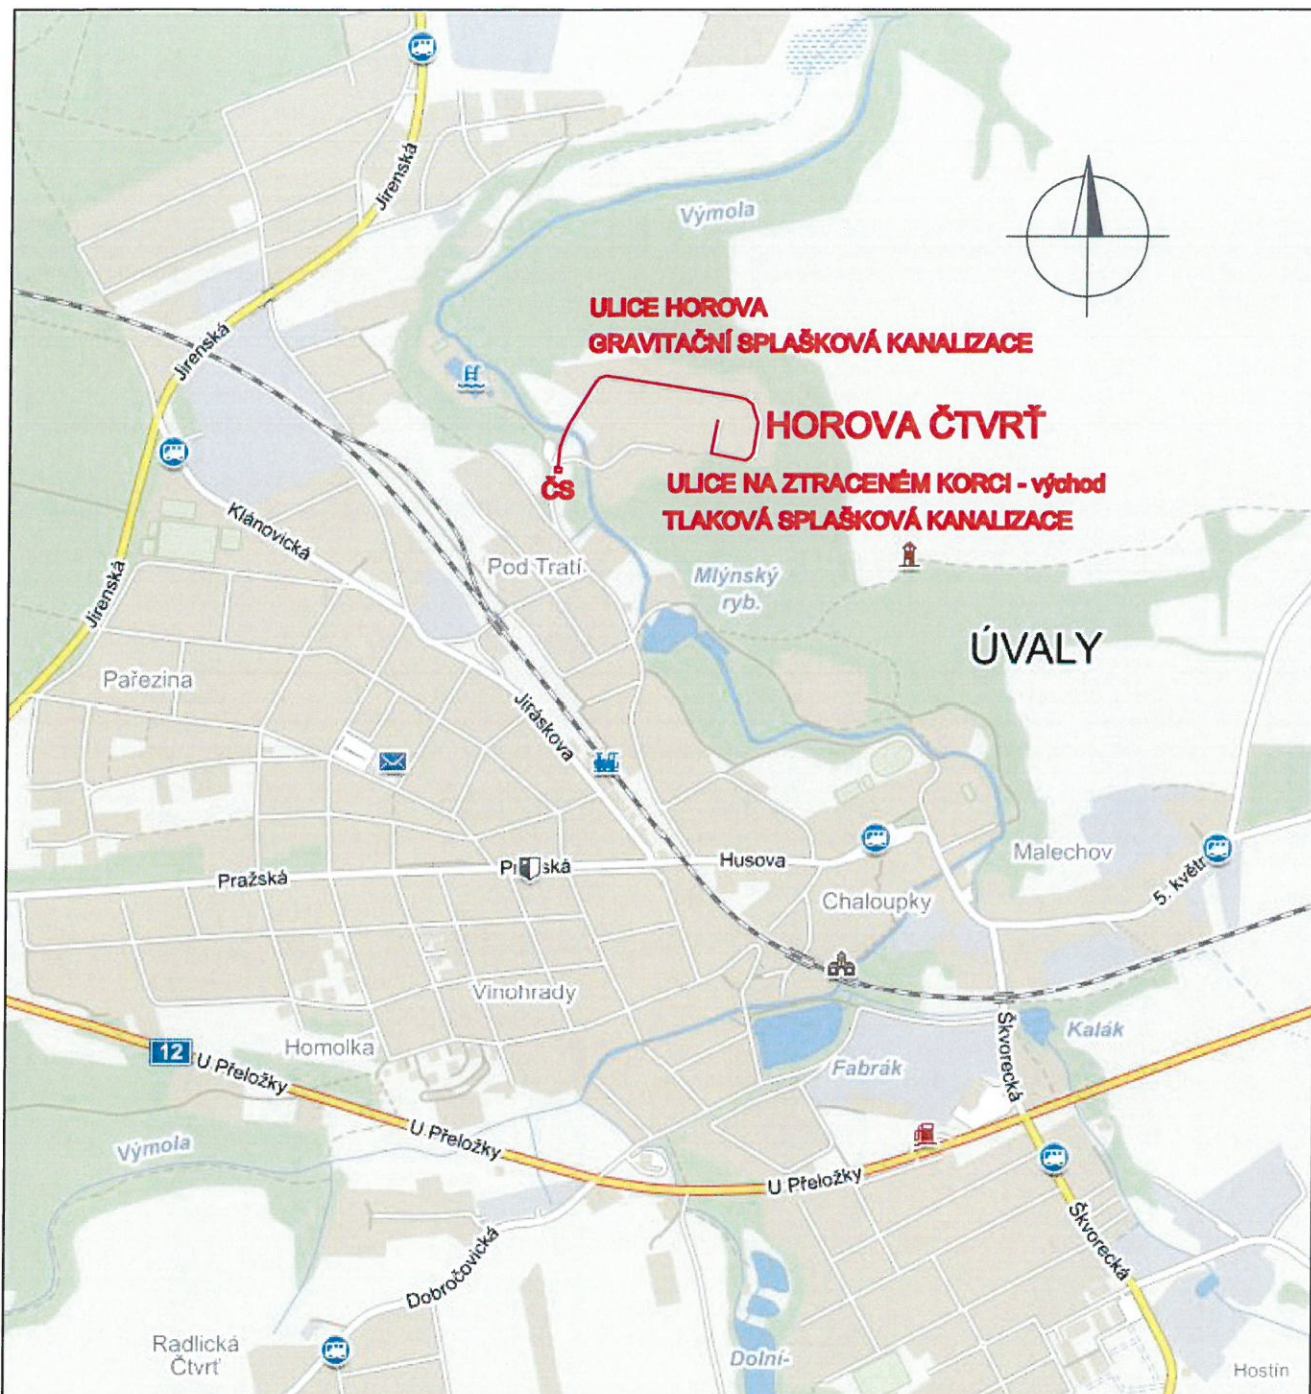 Jirenská
Výmola
ULICE HOROVA
GRAVITAČNÍ SPLAŠKOVÁ KANALIZACE
Jirenská
HOROVA ČTVRŤ
ČS
ULICE NA ZTRACENÉM KORCI - východ
TLAKOVÁ SPLAŠKOVÁ KANALIZACE
Klánovická
Jirenská
Pod Tratí
Mlýnský
ryb.
ÚVALY
Pařezina
Jiráskova
Pražská
Husova
Malechov
5. květn
Chaloupky
Vinohrady
Škvorecká
Kalák
12
U Přeložky
Homolka
Fabrák
Výmola
U Přeložky
U Přeložky
Škvorecká
Dobročovická
Radlická
Čtvrť
Dolní-
Hostín